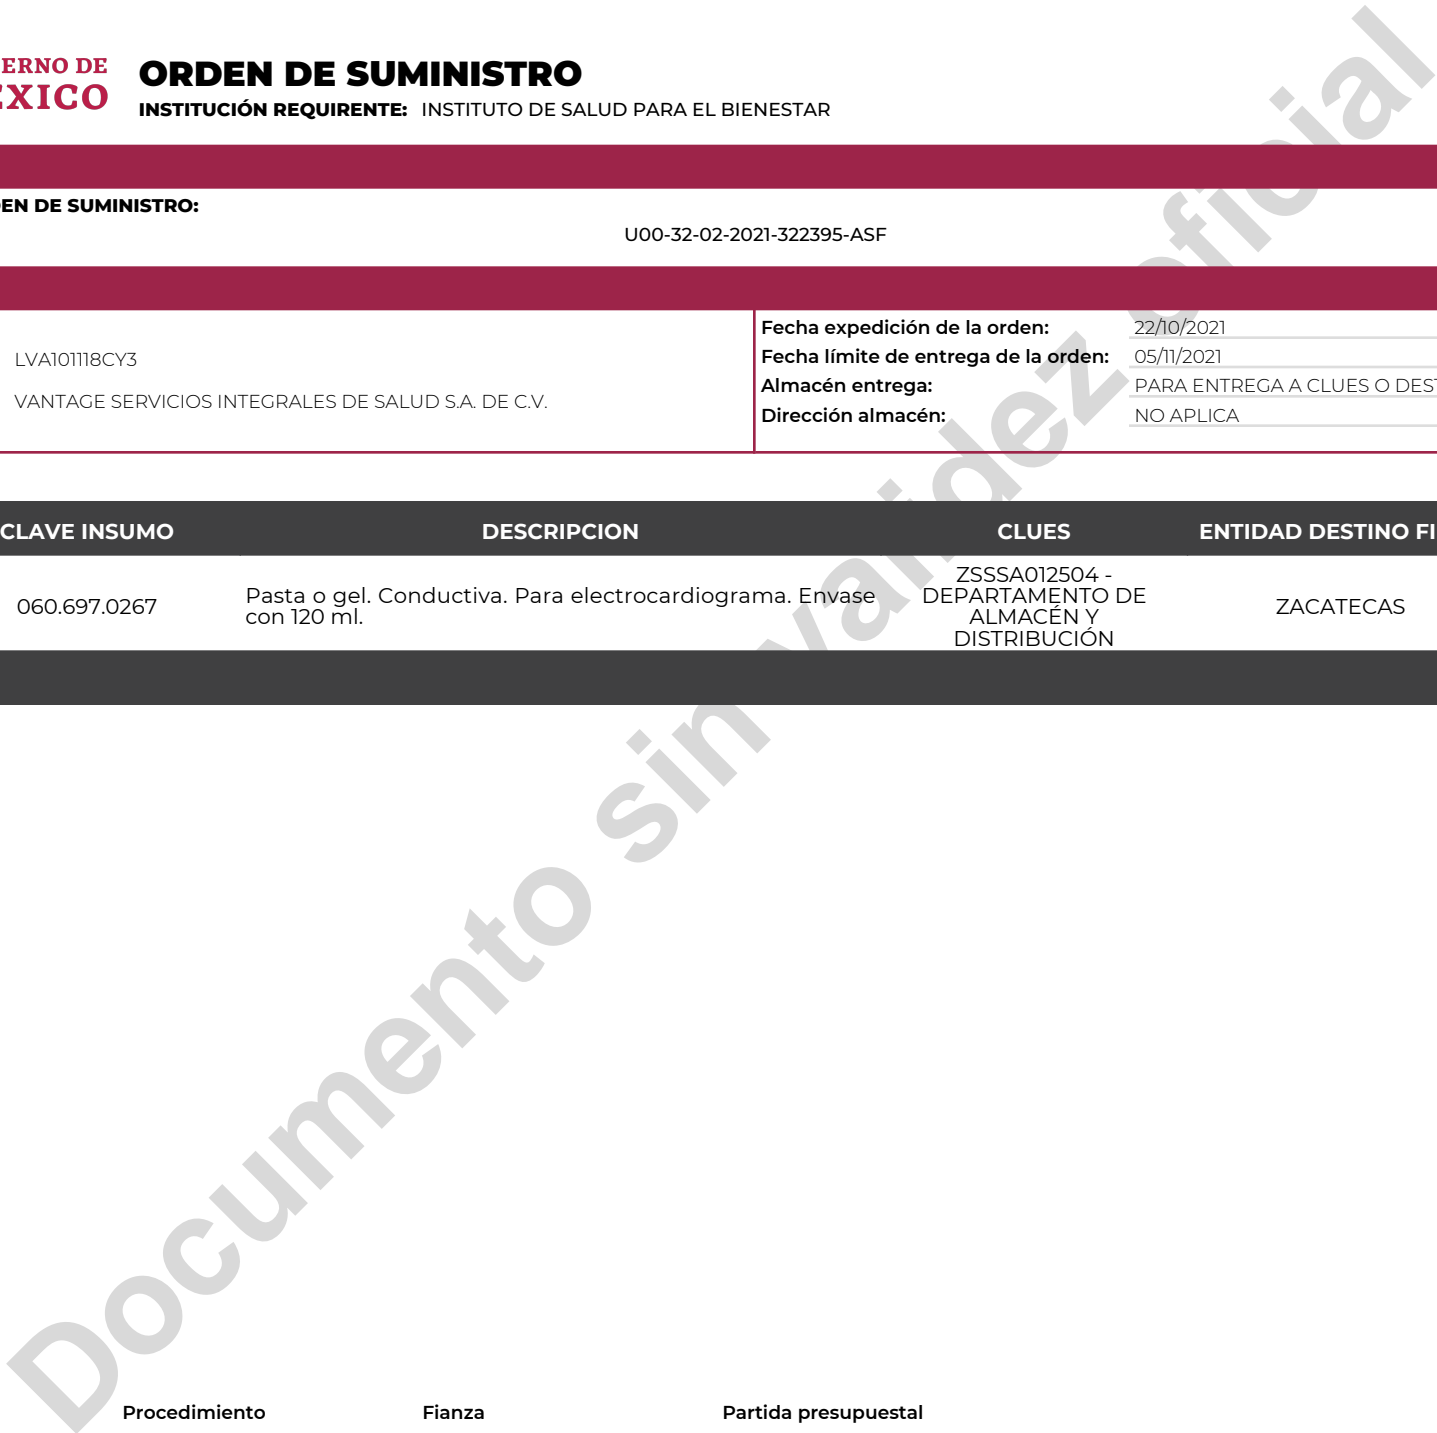 ERNO DE
ÉXICO
ORDEN DE SUMINISTRO
INSTITUCIÓN REQUIRENTE: INSTITUTO DE SALUD PARA EL BIENESTAR
EN DE SUMINISTRO:
U00-32-02-2021-322395-ASF
LVA101118CY3
VANTAGE SERVICIOS INTEGRALES DE SALUD S.A. DE C.V.
Fecha expedición de la orden: 22/10/2021
Fecha límite de entrega de la orden: 05/11/2021
Almacén entrega: PARA ENTREGA A CLUES O DEST
Dirección almacén: NO APLICA
CLAVE INSUMO DESCRIPCION CLUES ENTIDAD DESTINO FI
060.697.0267
Pasta o gel. Conductiva. Para electrocardiograma. Envase
con 120 ml.
ZSSSA012504 -
DEPARTAMENTO DE
ALMACÉN Y
DISTRIBUCIÓN
ZACATECAS
Documento sin validez oficial
Procedimiento Fianza Partida presupuestal